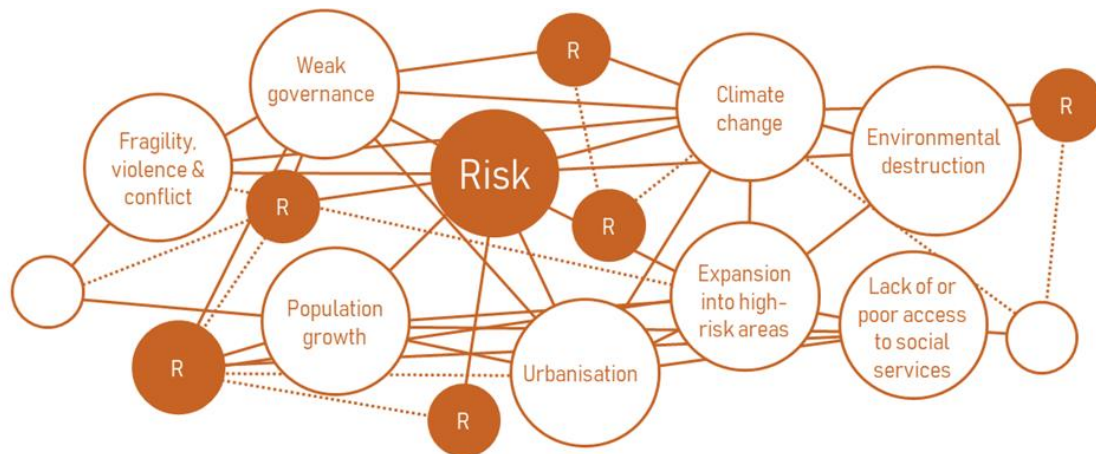 R
Weak
governance
Climate
change
R
Fragility,
violence &
conflict
Environmental
destruction
Risk
R
R
Population
growth
Expansion
into high-
risk areas
Lack of or
poor access
to social
services
R
Urbanisation
R